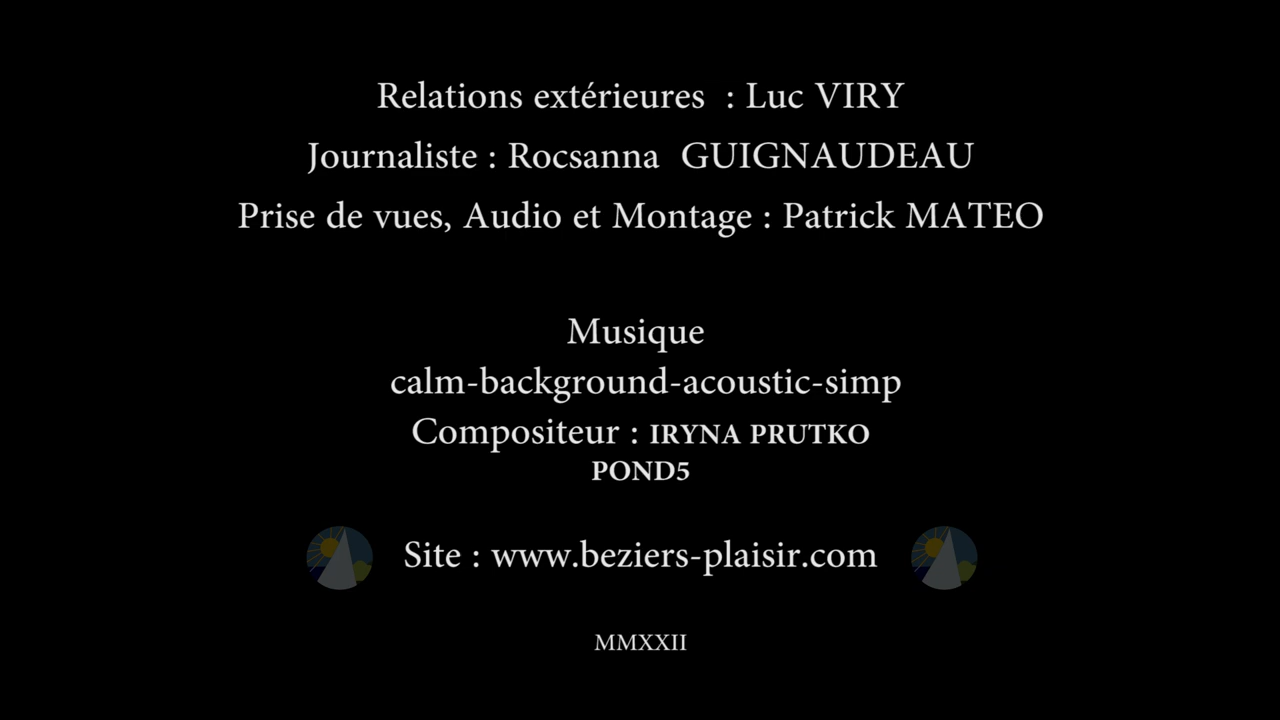 Relations extérieures : Luc VIRY
Journaliste : Rocsanna GUIGNAUDEAU
Prise de vues, Audio et Montage : Patrick MATEO
Musique
calm-background-acoustic-simp
Compositeur : IRYNA PRUTKO
POND5
Site : www.beziers-plaisir.com
MMXXII